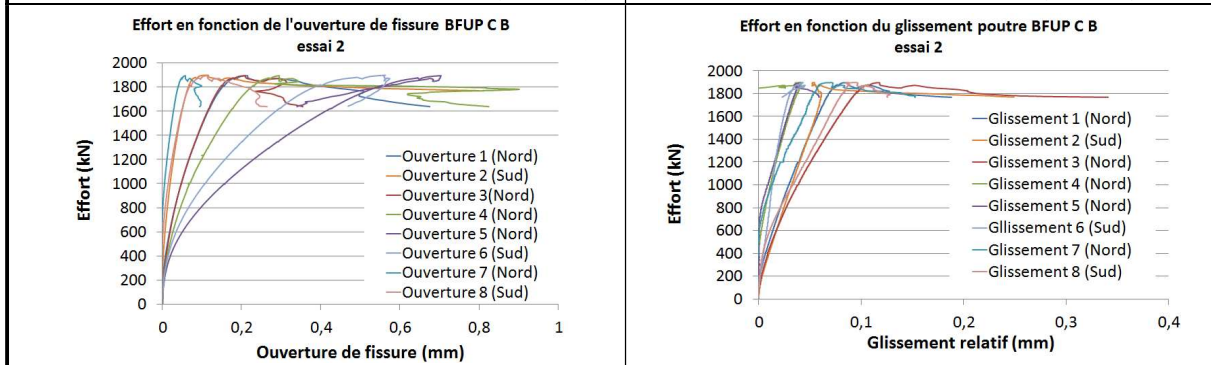 Effort en fonction de l'ouverture de fissure BFUP C B
essai 2
Effort (kN)
2000
1800
1600
1400
1200
1000
800
600
400
200
0
Ouverture 1 (Nord)
Ouverture 2 (Sud)
Ouverture 3(Nord)
Ouverture 4 (Nord)
Ouverture 5 (Nord)
Ouverture 6 (Sud)
Ouverture 7 (Nord)
Ouverture 8 (Sud)
0
0,2
0,4
0,6
0,8
1
Ouverture de fissure (mm)
Effort en fonction du glissement poutre BFUP C B
essai 2
Effort (kN)
2000
1800
1600
1400
1200
1000
800
600
400
200
0
Glissement 1 (Nord)
Glissement 2 (Sud)
Glissement 3 (Nord)
Glissement 4 (Nord)
Glissement 5 (Nord)
Gllissement 6 (Sud)
Glissement 7 (Nord)
Glissement 8 (Sud)
0
0,1
0,2
0,3
0,4
Glissement relatif (mm)